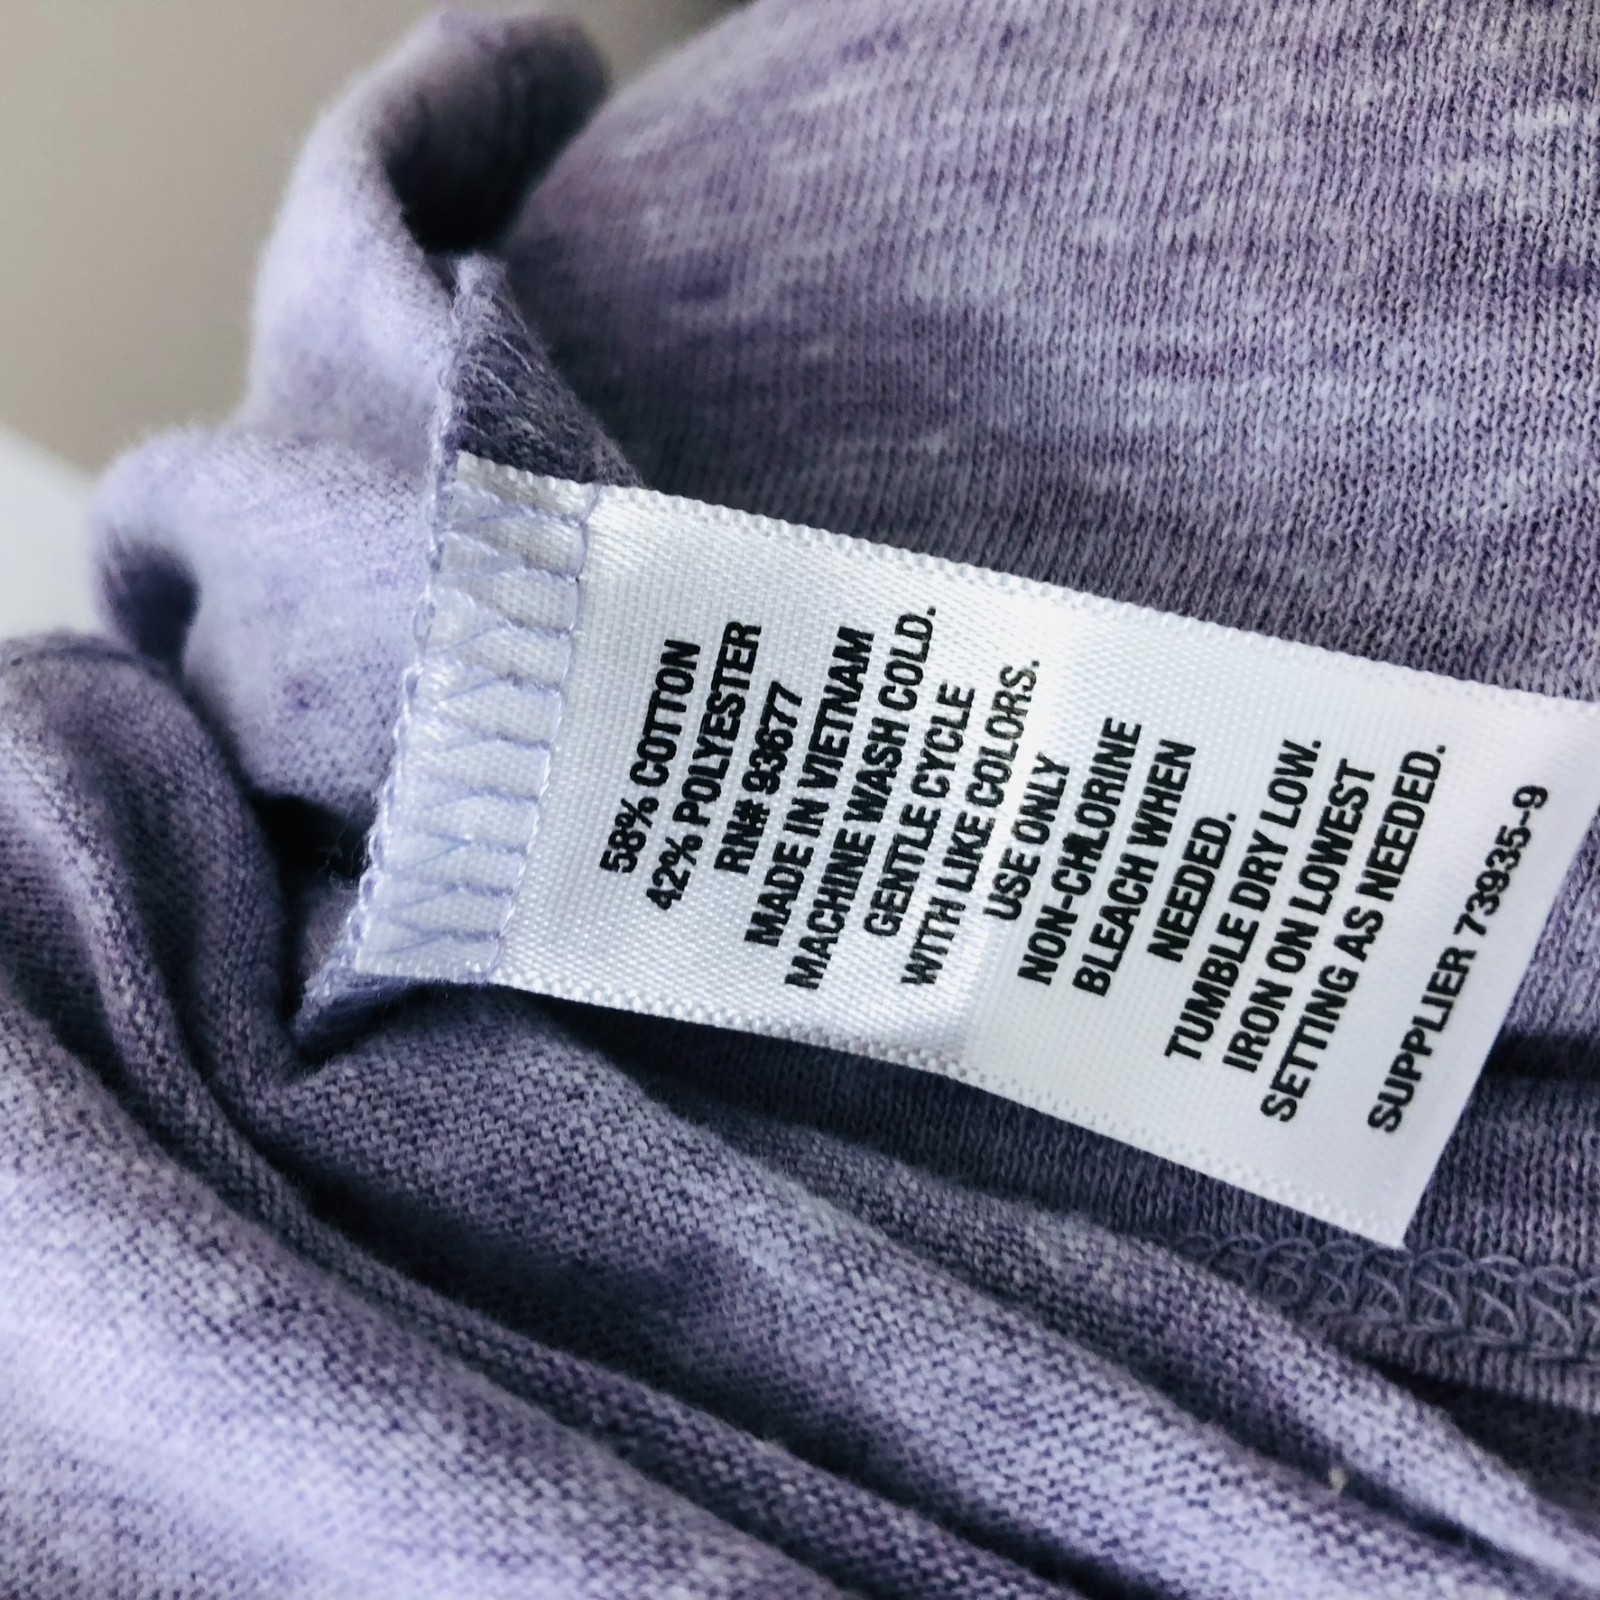 58% COTTON
42% POLYESTER
RN# 93677
MADE IN VIETNAM
MACHINE WASH COLD.
GENTLE CYCLE
WITH LIKE COLORS.
USE ONLY
NON-CHLORINE
BLEACH WHEN
NEEDED.
TUMBLE DRY LOW.
IRON ON LOWEST
SETTING AS NEEDED.
SUPPLIER 73935-9